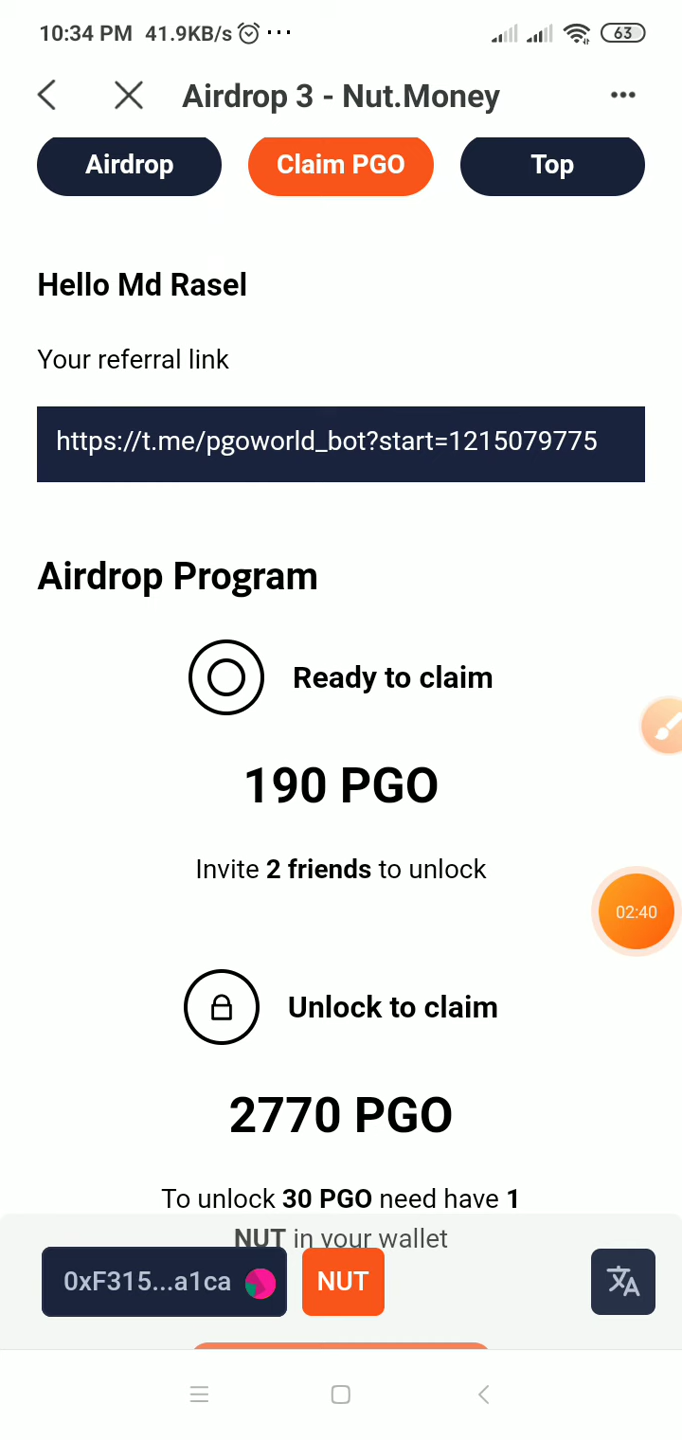 10:34 PM 41.9KB/s ··· 63
Airdrop 3 - Nut.Money ···
Airdrop Claim PGO Top
Hello Md Rasel
Your referral link
https://t.me/pgoworld_bot?start=1215079775
Airdrop Program
Ready to claim
190 PGO
Invite 2 friends to unlock
02:40
Unlock to claim
2770 PGO
To unlock 30 PGO need have 1
NUT in your wallet
0xF315...a1ca NUT